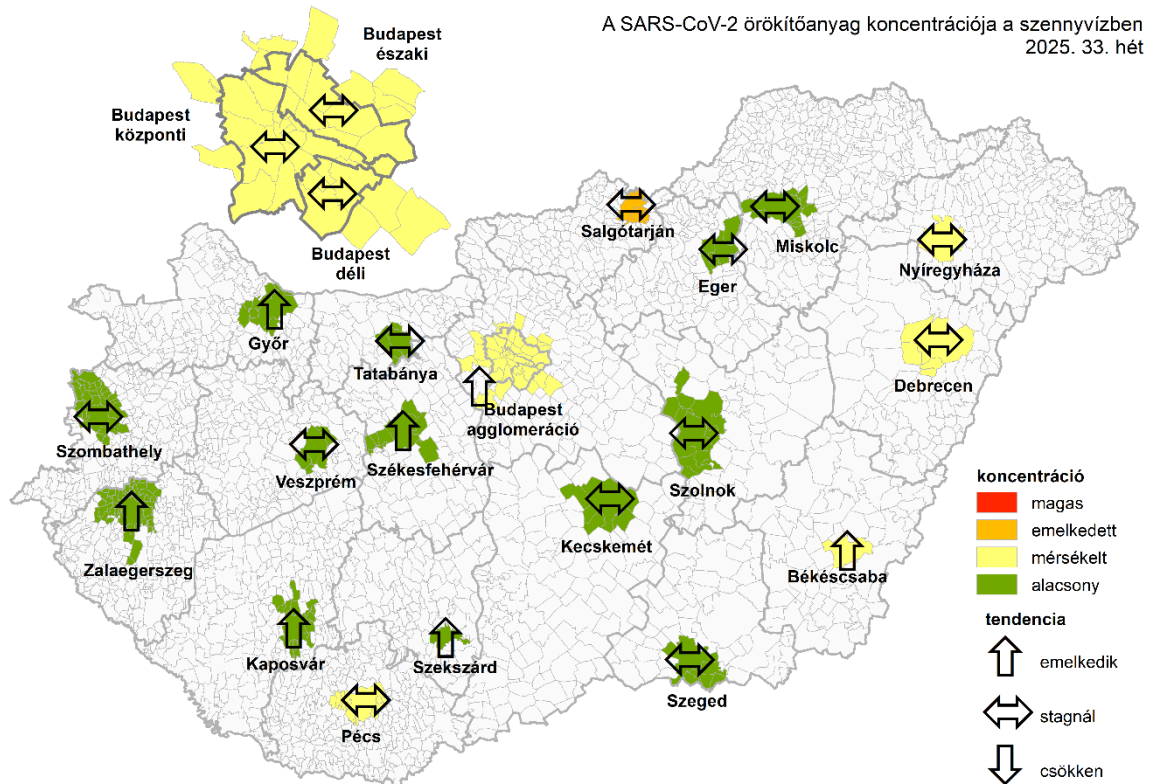 A SARS-CoV-2 örökítőanyag koncentrációja a szennyvízben
2025. 33. hét
Budapest
északi
Budapest
központi
Budapest
déli
Salgótarján
Miskolc
Eger
Nyíregyháza
Győr
Tatabánya
Debrecen
Budapest
agglomeráció
Szombathely
Veszprém
Székesfehérvár
Szolnok
Kecskemét
Zalaegerszeg
Békéscsaba
Kaposvár
Szekszárd
Szeged
Pécs
koncentráció
magas
emelkedett
mérsékelt
alacsony
tendencia
emelkedik
stagnál
csökken